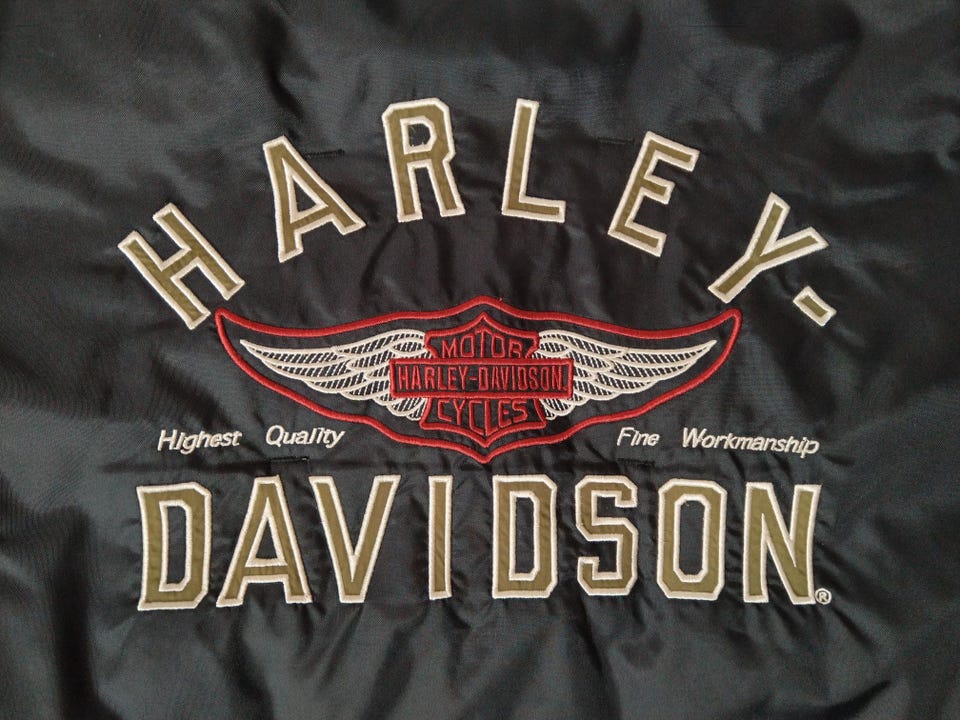 HARLEY-
MOTOR
HARLEY-DAVIDSON
CYCLES
Highest Quality Fine Workmanship
DAVIDSON®